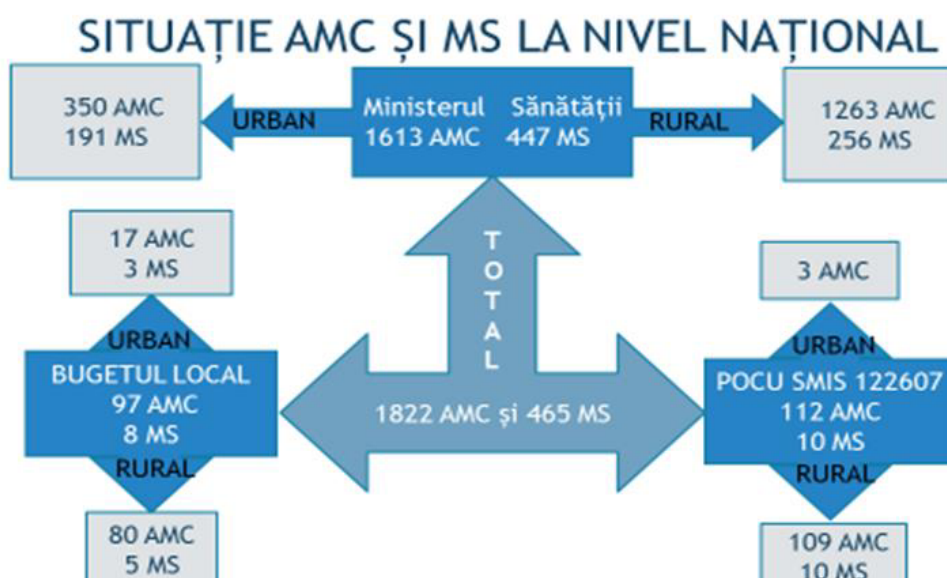 SITUAȚIE AMC ȘI MS LA NIVEL NAȚIONAL
350 AMC
191 MS
URBAN
Ministerul Sănătății
1613 AMC 447 MS
RURAL
1263 AMC
256 MS
17 AMC
3 MS
URBAN
BUGETUL LOCAL
97 AMC
8 MS
RURAL
80 AMC
5 MS
TOTAL
1822 AMC și 465 MS
3 AMC
URBAN
POCU SMIS 122607
112 AMC
10 MS
RURAL
109 AMC
10 MS